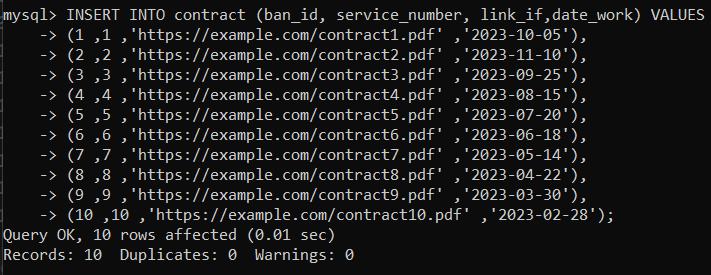 mysql> INSERT INTO contract (ban_id, service_number, link_if,date_work) VALUES
    -> (1 ,1 ,'https://example.com/contract1.pdf' ,'2023-10-05'),
    -> (2 ,2 ,'https://example.com/contract2.pdf' ,'2023-11-10'),
    -> (3 ,3 ,'https://example.com/contract3.pdf' ,'2023-09-25'),
    -> (4 ,4 ,'https://example.com/contract4.pdf' ,'2023-08-15'),
    -> (5 ,5 ,'https://example.com/contract5.pdf' ,'2023-07-20'),
    -> (6 ,6 ,'https://example.com/contract6.pdf' ,'2023-06-18'),
    -> (7 ,7 ,'https://example.com/contract7.pdf' ,'2023-05-14'),
    -> (8 ,8 ,'https://example.com/contract8.pdf' ,'2023-04-22'),
    -> (9 ,9 ,'https://example.com/contract9.pdf' ,'2023-03-30'),
    -> (10 ,10 ,'https://example.com/contract10.pdf' ,'2023-02-28');
Query OK, 10 rows affected (0.01 sec)
Records: 10  Duplicates: 0  Warnings: 0